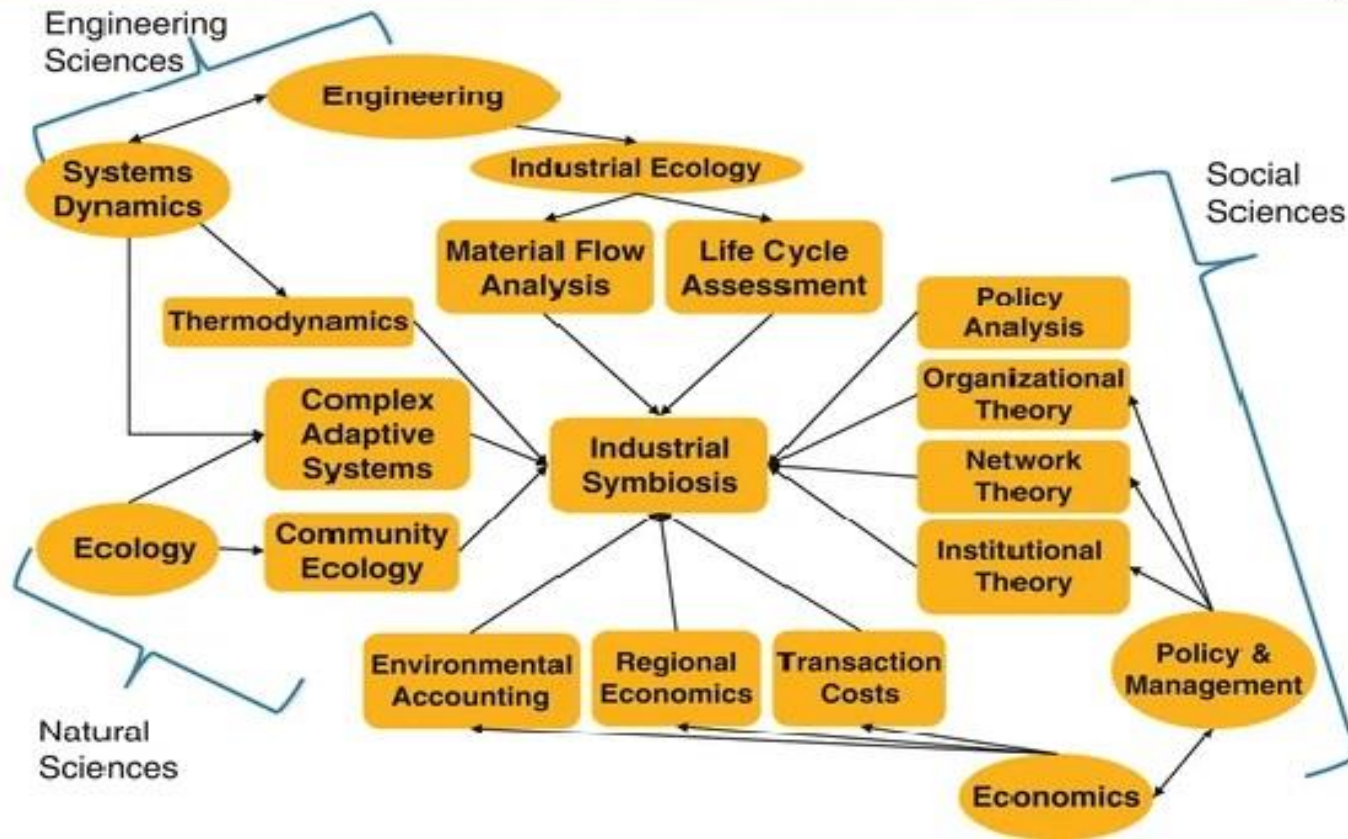 Engineering
Sciences
Engineering
Systems
Dynamics
Industrial Ecology
Social
Sciences
Material Flow
Analysis
Life Cycle
Assessment
Policy
Analysis
Thermodynamics
Organizational
Theory
Complex
Adaptive
Systems
Industrial
Symbiosis
Network
Theory
Ecology
Community
Ecology
Institutional
Theory
Environmental
Accounting
Regional
Economics
Transaction
Costs
Policy &
Management
Natural
Sciences
Economics